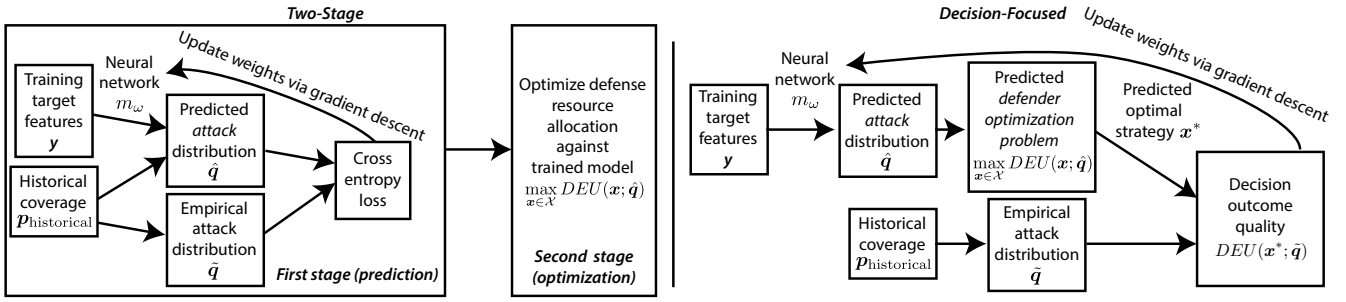 Two-Stage
Training
target
features
y
Historical
coverage
p_historical
Neural
network
m_ω
Update weights via gradient descent
Predicted
attack
distribution
q̂
Empirical
attack
distribution
q̃
Cross
entropy
loss
First stage (prediction)
Optimize defense
resource
allocation
against
trained model
max DEU(x; q̂)
x∈𝒳
Second stage
(optimization)
Decision-Focused
Training
target
features
y
Neural
network
m_ω
Update weights via gradient descent
Predicted
attack
distribution
q̂
Predicted
defender
optimization
problem
max DEU(x; q̂)
x∈𝒳
Predicted
optimal
strategy x*
Historical
coverage
p_historical
Empirical
attack
distribution
q̃
Decision
outcome
quality
DEU(x*; q̃)